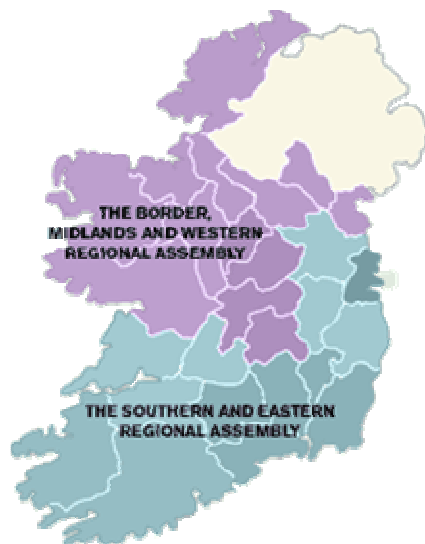 THE BORDER,
MIDLANDS AND WESTERN
REGIONAL ASSEMBLY
THE SOUTHERN AND EASTERN
REGIONAL ASSEMBLY